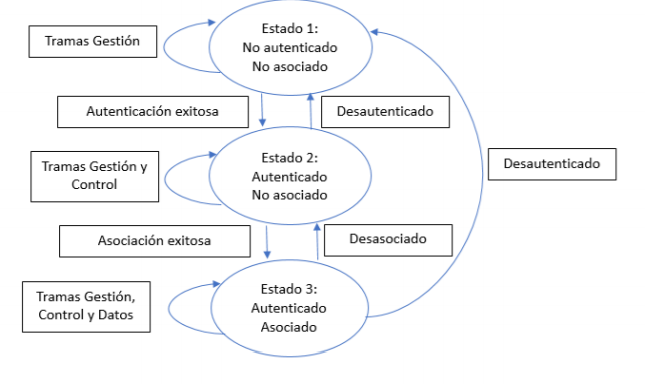 Estado 1:
Tramas Gestión
No autenticado
No asociado
Autenticación exitosa
Desautenticado
Estado 2:
Tramas Gestión y
Control
Autenticado
No asociado
Desautenticado
Asociación exitosa
Desasociado
Estado 3:
Tramas Gestión,
Control y Datos
Autenticado
Asociado